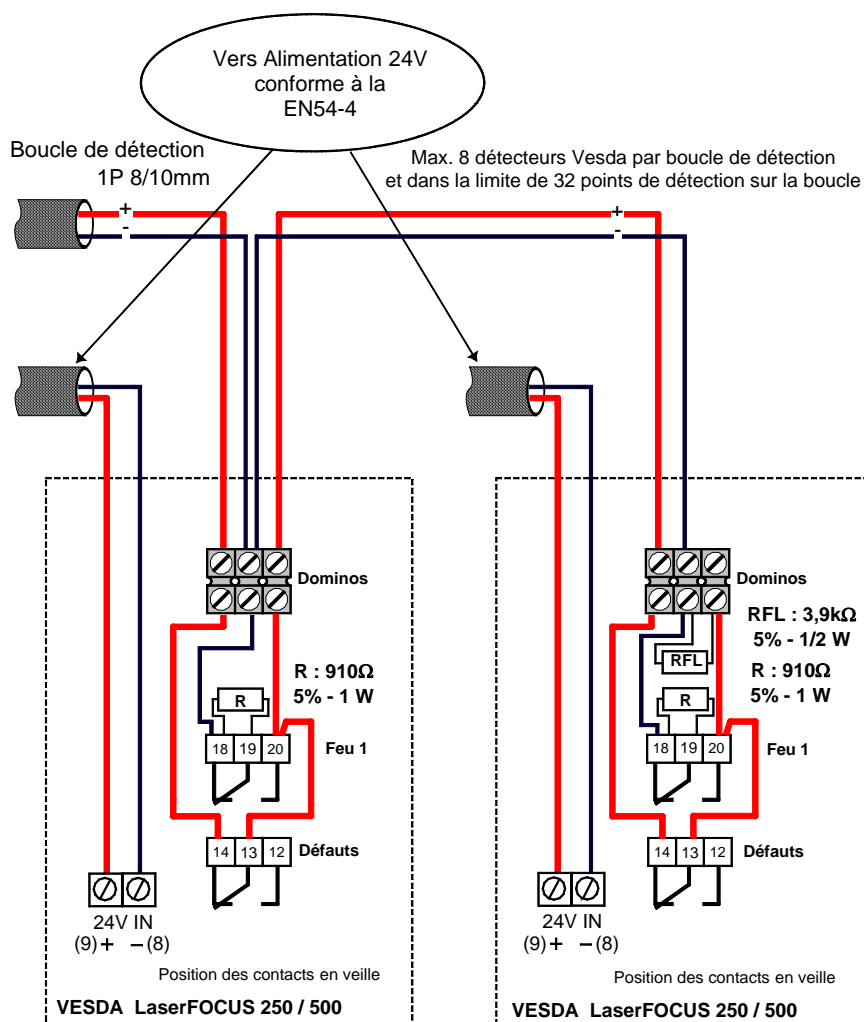 Vers Alimentation 24V
conforme à la
EN54-4
Boucle de détection
1P 8/10mm
Max. 8 détecteurs Vesda par boucle de détection
et dans la limite de 32 points de détection sur la boucle
+
-
+
-
Dominos
R : 910Ω
5% - 1 W
R
18 19 20
Feu 1
14 13 12
Défauts
24V IN
(9) + – (8)
Position des contacts en veille
VESDA LaserFOCUS 250 / 500
Dominos
RFL : 3,9kΩ
5% - 1/2 W
RFL
R : 910Ω
5% - 1 W
R
18 19 20
Feu 1
14 13 12
Défauts
24V IN
(9) + – (8)
Position des contacts en veille
VESDA LaserFOCUS 250 / 500